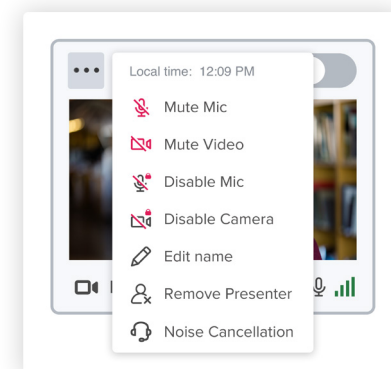 Local time: 12:09 PM
Mute Mic
Mute Video
Disable Mic
Disable Camera
Edit name
Remove Presenter
Noise Cancellation